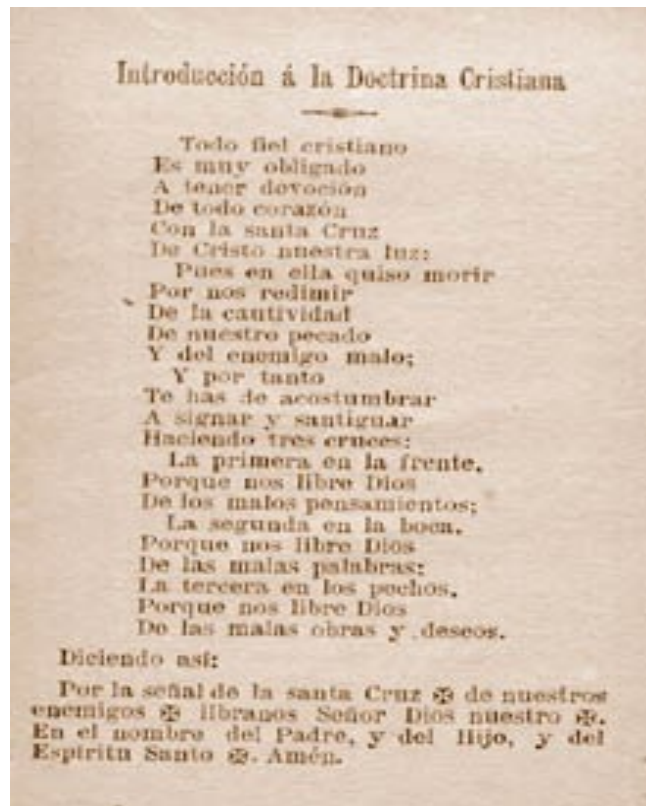 Introducción á la Doctrina Cristiana
Todo fiel cristiano
Es muy obligado
A tener devoción
De todo corazón
Con la santa Cruz
De Cristo nuestra luz:
Pues en ella quiso morir
Por nos redimir
De la cautividad
De nuestro pecado
Y del enemigo malo;
Y por tanto
Te has de acostumbrar
A signar y santiguar
Haciendo tres cruces:
La primera en la frente.
Porque nos libre Dios
De los malos pensamientos;
La segunda en la boca.
Porque nos libre Dios
De las malas palabras;
La tercera en los pechos.
Porque nos libre Dios
De las malas obras y deseos.
Diciendo así:
Por la señal de la santa Cruz ✠ de nuestros
enemigos ✠ libranos Señor Dios nuestro ✠.
En el nombre del Padre, y del Hijo, y del
Espíritu Santo ✠. Amén.